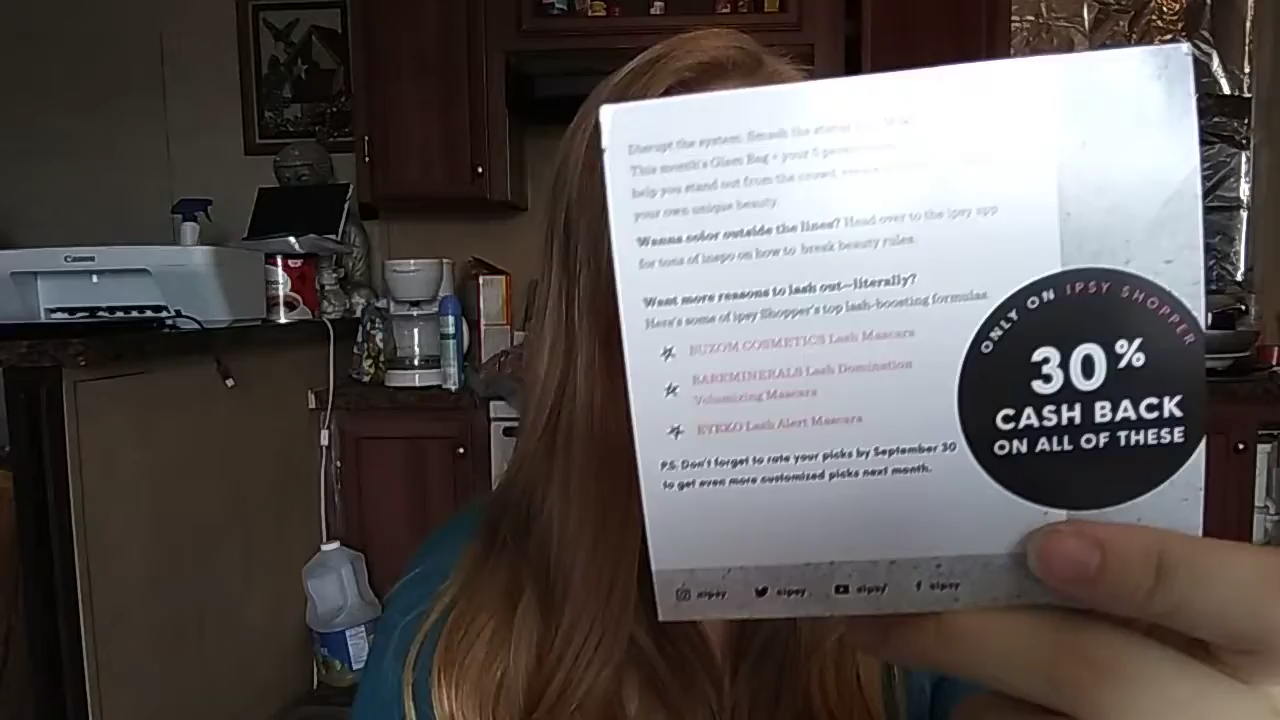 Canon
Disrupt the system. Smash the status
This month's Glam Bag + your 5
help you stand out from the crowd,
your own unique beauty.
Wanna color outside the lines? Head over to the ipsy app
for tons of inspo on how to break beauty rules.
Want more reasons to lash out—literally?
Here's some of ipsy Shopper's top lash-boosting formulas.
BUXOM COSMETICS Lash Mascara
BAREMINERALS Lash Domination
Volumizing Mascara
EYEKO Lash Alert Mascara
P.S. Don't forget to rate your picks by September 30
to get even more customized picks next month.
ONLY ON IPSY SHOPPER
30%
CASH BACK
ON ALL OF THESE
@ipsy @ipsy @ipsy @ipsy